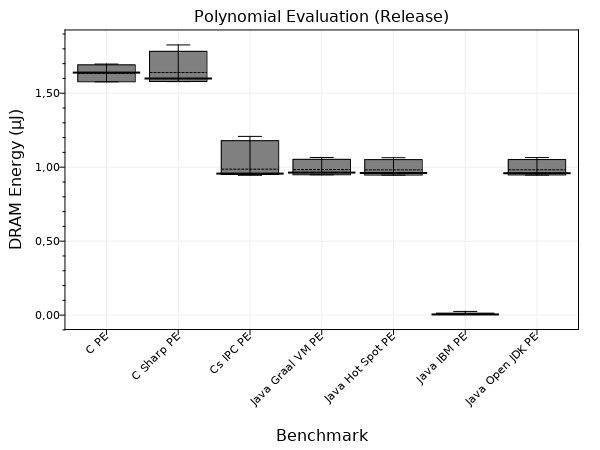 Polynomial Evaluation (Release)
DRAM Energy (µJ)
1,50
1,00
0,50
0,00
C PE
C Sharp PE
Cs IPC PE
Java Graal VM PE
Java Hot Spot PE
Java IBM PE
Java Open JDK PE
Benchmark